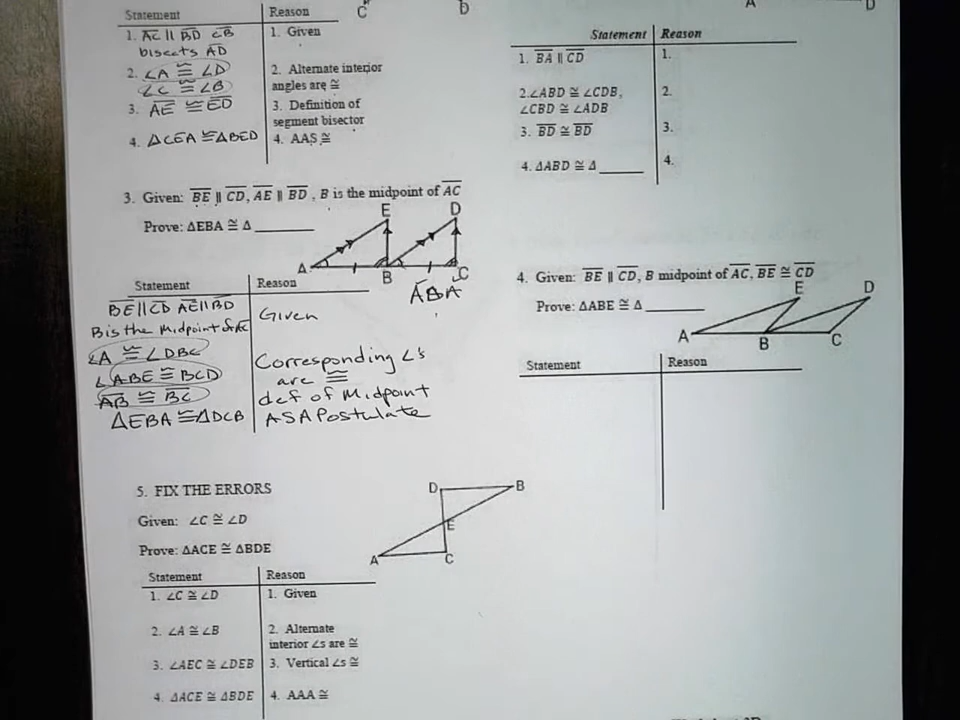 C
b
A
D
Statement | Reason
1. AC || BD CB | 1. Given
bisects AD
2. ∠A ≅ ∠D | 2. Alternate interior
∠C ≅ ∠B | angles are ≅
3. AE ≅ ED | 3. Definition of
segment bisector
4. △CEA ≅ △BED | 4. AAS ≅
Statement | Reason
1. BA || CD | 1.
2. ∠ABD ≅ ∠CDB, | 2.
∠CBD ≅ ∠ADB
3. BD ≅ BD | 3.
4. ΔABD ≅ Δ ______ | 4.
3. Given: BE || CD, AE || BD , B is the midpoint of AC
Prove: ΔEBA ≅ Δ ________
E
D
A
B
C
ASA
Statement | Reason
BE||CD AE||BD | Given
B is the Midpoint of AC
∠A ≅ ∠DBC | Corresponding ∠'s
∠ABE ≅ BCD | are ≅
AB ≅ BC | def of Midpoint
△EBA ≅ △DCB | ASA Postulate
4. Given: BE || CD, B midpoint of AC, BE ≅ CD
Prove: ΔABE ≅ Δ ________
E
D
A
B
C
Statement | Reason
5. FIX THE ERRORS
Given: ∠C ≅ ∠D
Prove: ΔACE ≅ ΔBDE
D
B
E
A
C
Statement | Reason
1. ∠C ≅ ∠D | 1. Given
2. ∠A ≅ ∠B | 2. Alternate
interior ∠s are ≅
3. ∠AEC ≅ ∠DEB | 3. Vertical ∠s ≅
4. ΔACE ≅ ΔBDE | 4. AAA ≅